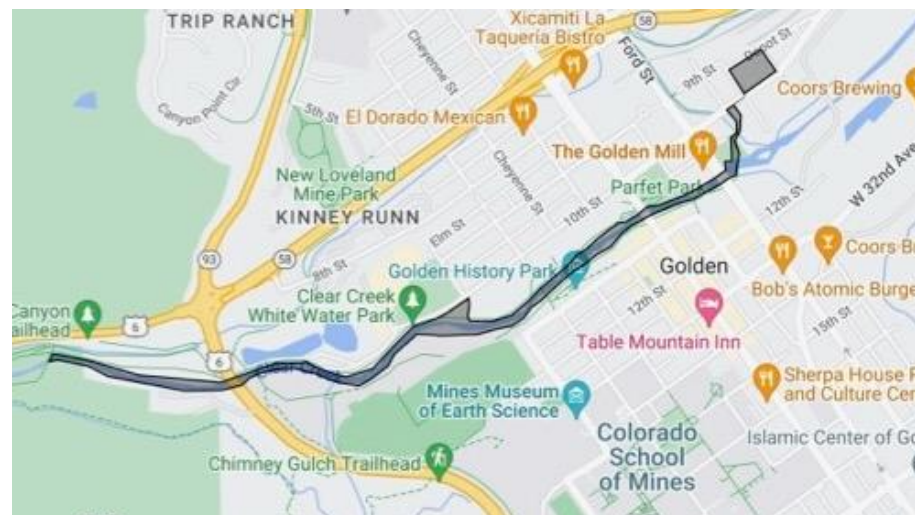 TRIP RANCH
Canyon Point Cir
Xicamiti La
Taqueria Bistro
58
Cheyenne St
Ford St
9th St
Depot St
Coors Brewing
5th St
El Dorado Mexican
The Golden Mill
W 32nd Ave
New Loveland
Mine Park
Cheyenne St
Parfet Park
KINNEY RUNN
10th St
12th St
Elm St
93
58
8th St
Golden History Park
Golden
Coors B
Canyon
Trailhead
6
Clear Creek
White Water Park
12th St
Bob's Atomic Burge
15th St
6
Table Mountain Inn
Mines Museum
of Earth Science
Sherpa House
and Culture Cen
Colorado
School
of Mines
Islamic Center of Go
Chimney Gulch Trailhead